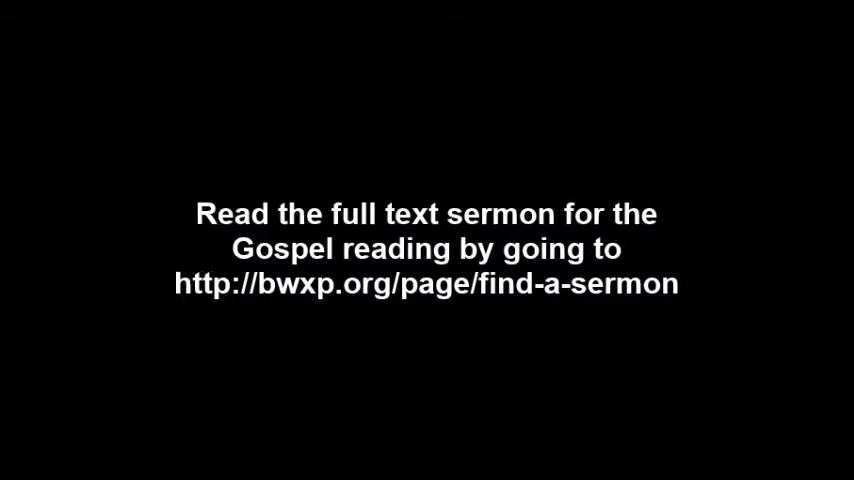 Read the full text sermon for the
Gospel reading by going to
http://bwxp.org/page/find-a-sermon